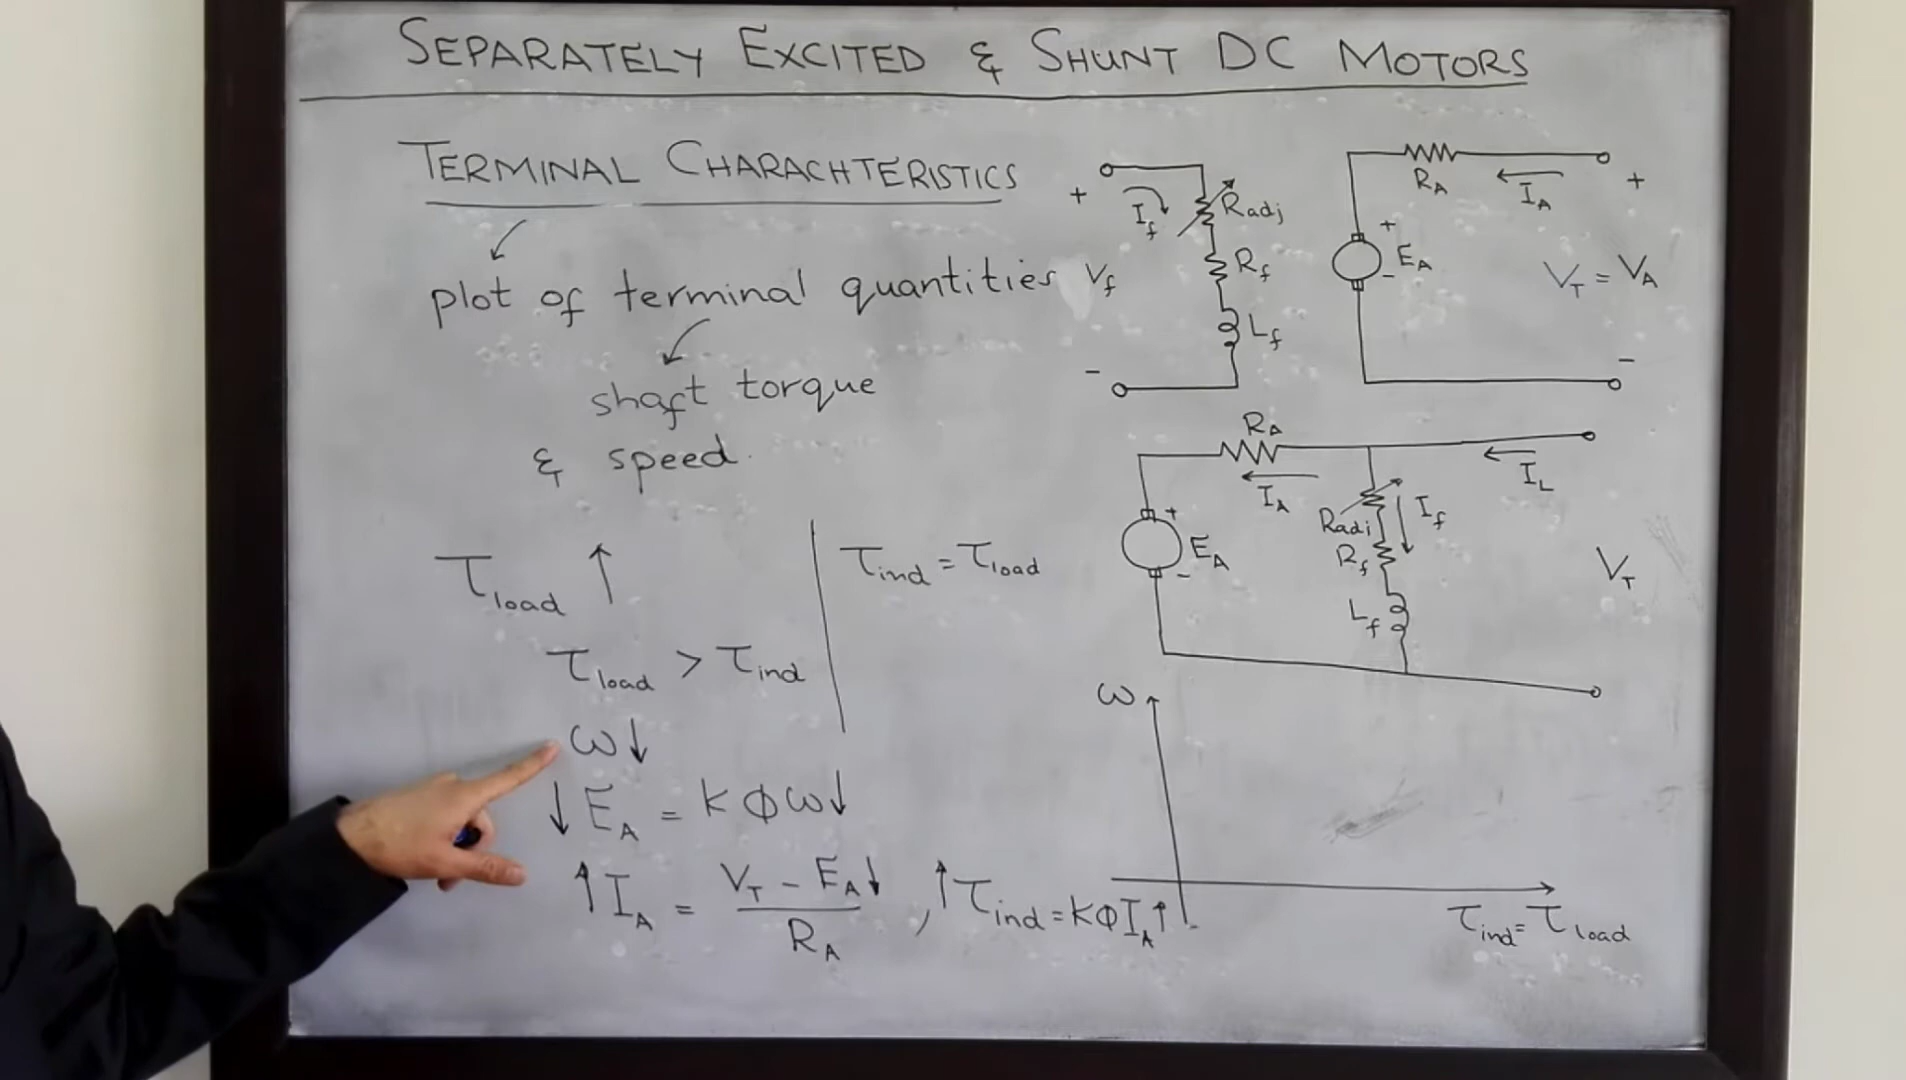 SEPARATELY EXCITED & SHUNT DC MOTORS
TERMINAL CHARACHTERISTICS
plot of terminal quantities
shaft torque
& speed.
τload ↑
τload > τind
ω↓
↓ EA = K ϕ ω↓
↑ IA = VT - EA↓ / RA , ↑ τind = KϕIA↑
τind = τload
+
If
Radj
Rf
Vf
Lf
-
RA
IA
+
+
EA
-
VT = VA
-
RA
IA
IL
+
EA
-
Radj
If
Rf
Lf
VT
ω
τind = τload